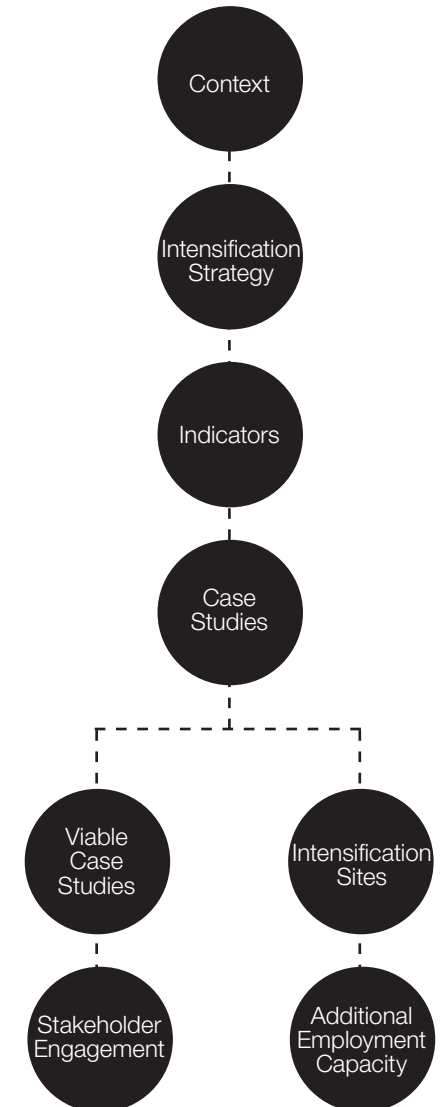 Context
Intensification
Strategy
Indicators
Case
Studies
Viable
Case
Studies
Intensification
Sites
Stakeholder
Engagement
Additional
Employment
Capacity